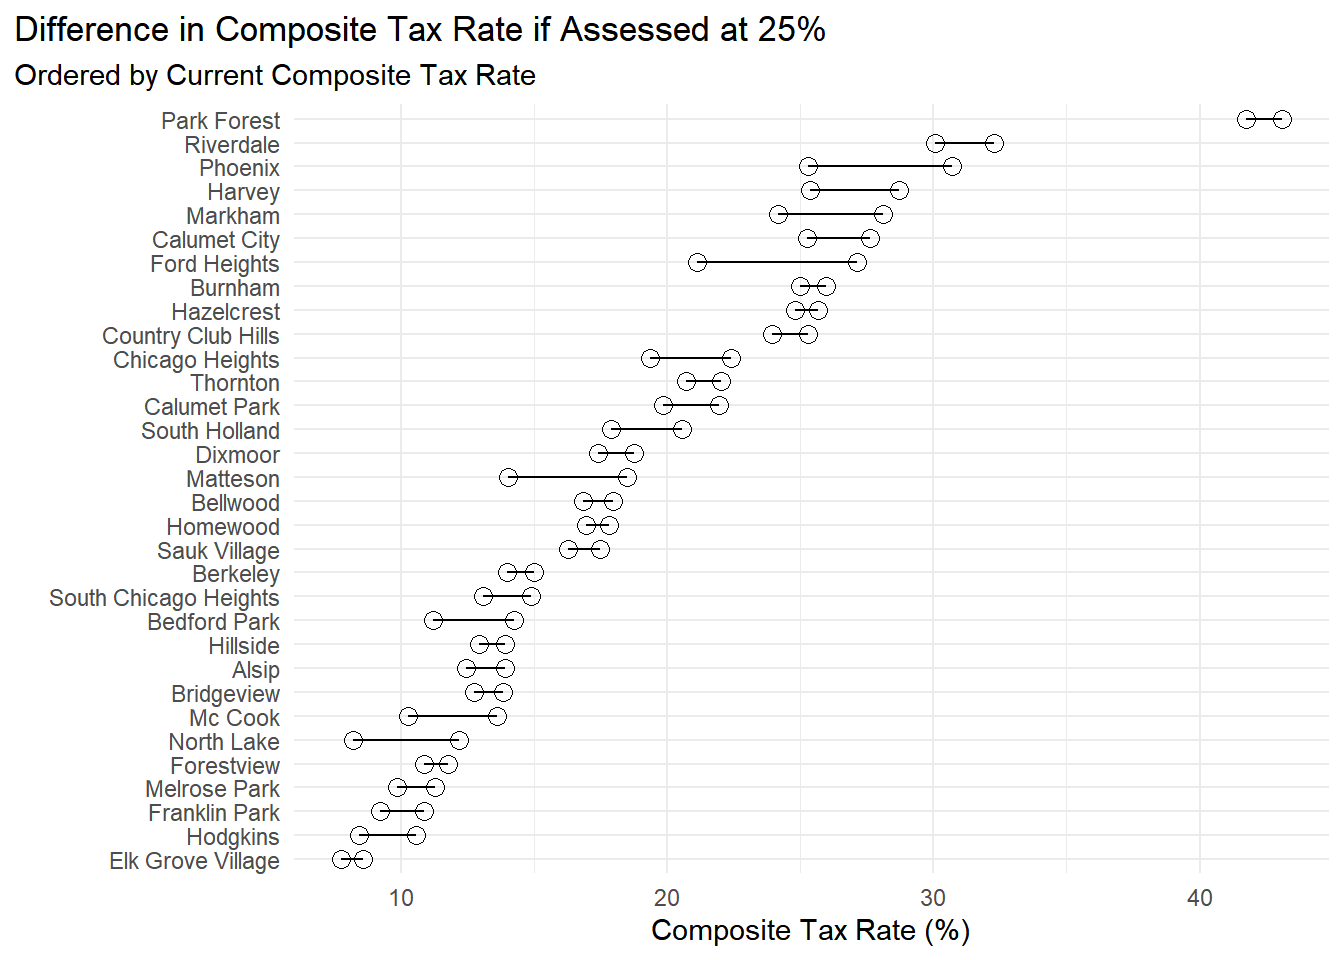 Difference in Composite Tax Rate if Assessed at 25%
Ordered by Current Composite Tax Rate
Park Forest
Riverdale
Phoenix
Harvey
Markham
Calumet City
Ford Heights
Burnham
Hazelcrest
Country Club Hills
Chicago Heights
Thornton
Calumet Park
South Holland
Dixmoor
Matteson
Bellwood
Homewood
Sauk Village
Berkeley
South Chicago Heights
Bedford Park
Hillside
Alsip
Bridgeview
Mc Cook
North Lake
Forestview
Melrose Park
Franklin Park
Hodgkins
Elk Grove Village
10 20 30 40
Composite Tax Rate (%)